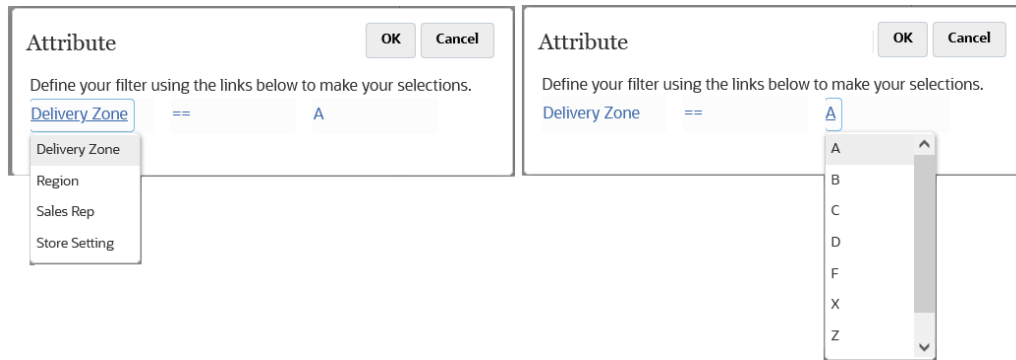 Attribute
OK
Cancel
Define your filter using the links below to make your selections.
Delivery Zone == A
Delivery Zone
Region
Sales Rep
Store Setting
Attribute
OK
Cancel
Define your filter using the links below to make your selections.
Delivery Zone == A
A
B
C
D
F
X
Z